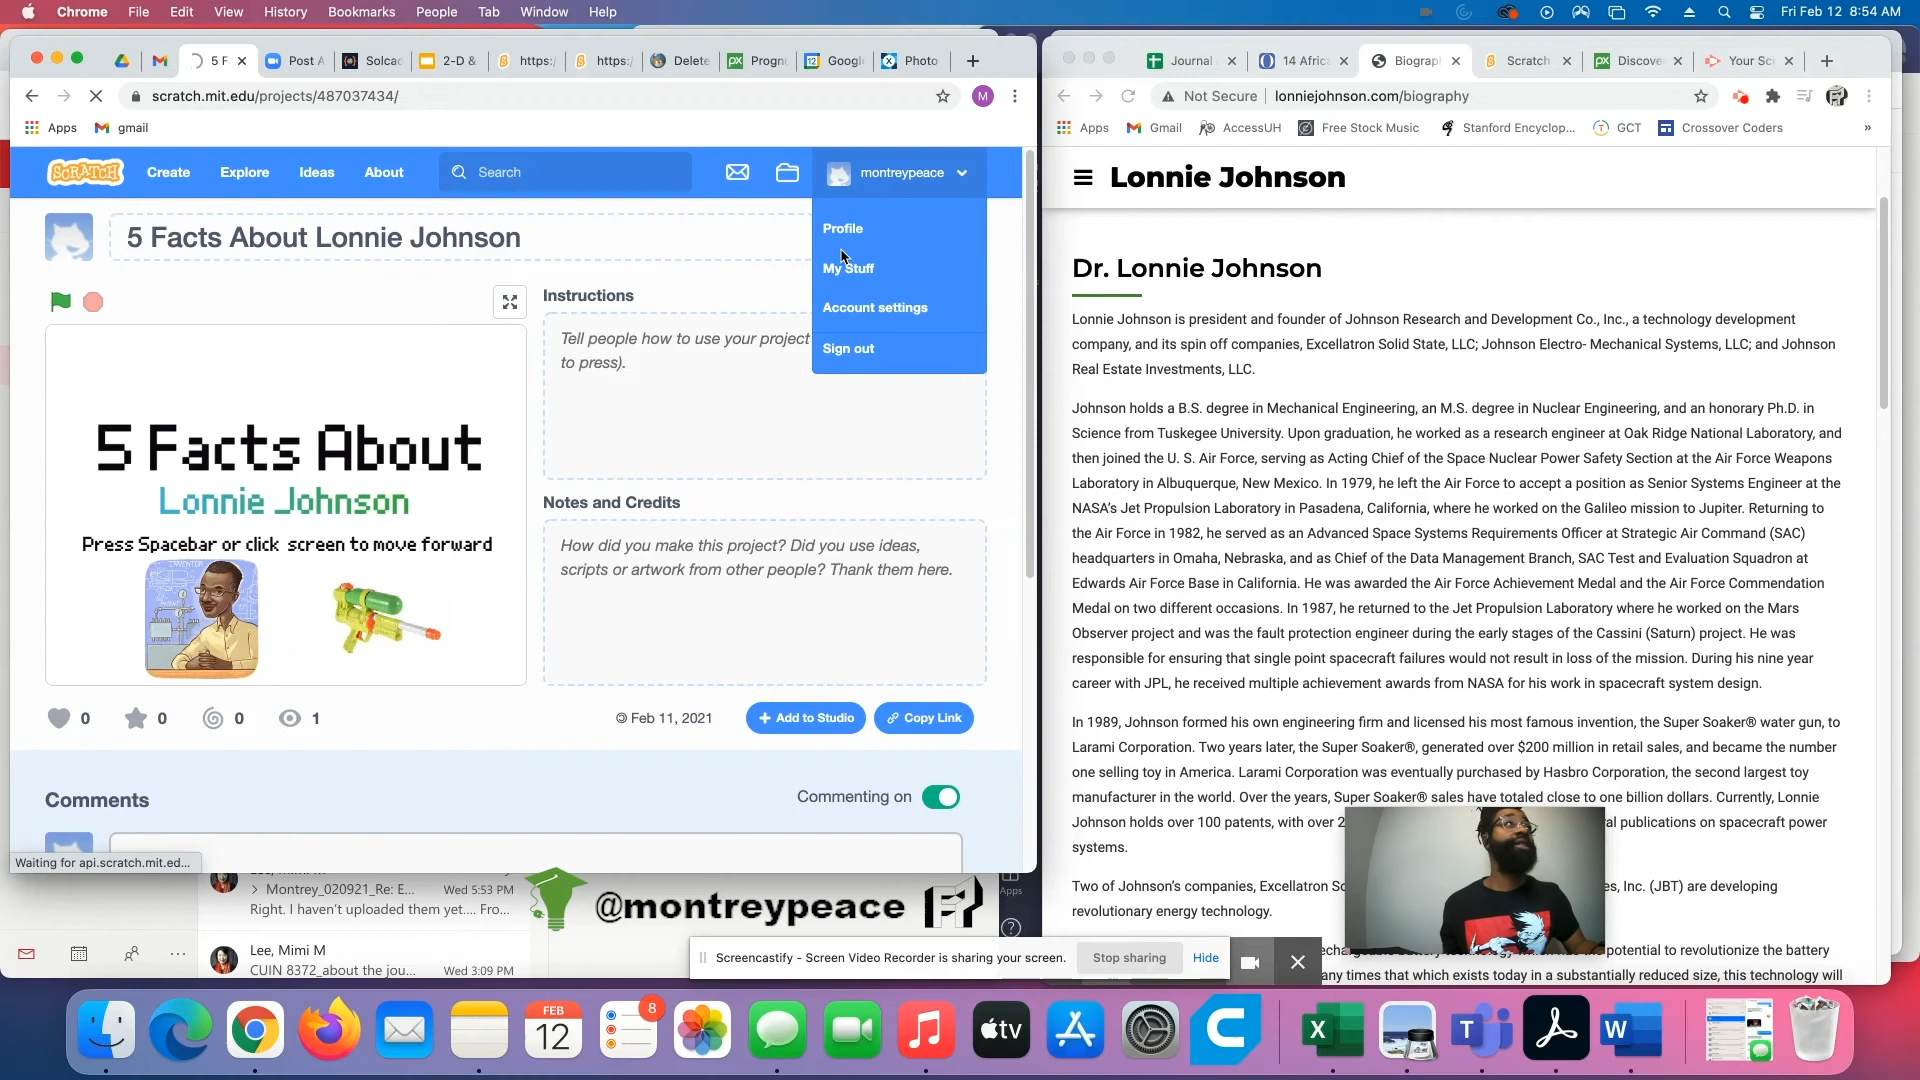 Chrome File Edit View History Bookmarks People Tab Window Help
Fri Feb 12 8:54 AM
5 F
Post A
Solcac
2-D &
https:/
https:/
Delete
Progno
Google
Photo
scratch.mit.edu/projects/487037434/
M
Apps gmail
SCRATCH
Create Explore Ideas About
Search
montreypeace
Profile
My Stuff
Account settings
Sign out
5 Facts About Lonnie Johnson
Instructions
Tell people how to use your project
to press).
5 Facts About
Lonnie Johnson
Press Spacebar or click screen to move forward
INVENTOR
Notes and Credits
How did you make this project? Did you use ideas,
scripts or artwork from other people? Thank them here.
0 0 0 1
© Feb 11, 2021
+ Add to Studio
Copy Link
Comments
Commenting on
Waiting for api.scratch.mit.ed...
> Montrey_020921_Re: E... Wed 5:53 PM
Right. I haven't uploaded them yet.... Fro...
Lee, Mimi M
CUIN 8372_about the jou... Wed 3:09 PM
@montreypeace
Apps
Journal
14 Africa
Biograph
Scratch
Discover
Your Scr
Not Secure | lonniejohnson.com/biography
Apps Gmail AccessUH Free Stock Music Stanford Encyclop... GCT Crossover Coders »
Lonnie Johnson
Dr. Lonnie Johnson
Lonnie Johnson is president and founder of Johnson Research and Development Co., Inc., a technology development
company, and its spin off companies, Excellatron Solid State, LLC; Johnson Electro- Mechanical Systems, LLC; and Johnson
Real Estate Investments, LLC.
Johnson holds a B.S. degree in Mechanical Engineering, an M.S. degree in Nuclear Engineering, and an honorary Ph.D. in
Science from Tuskegee University. Upon graduation, he worked as a research engineer at Oak Ridge National Laboratory, and
then joined the U. S. Air Force, serving as Acting Chief of the Space Nuclear Power Safety Section at the Air Force Weapons
Laboratory in Albuquerque, New Mexico. In 1979, he left the Air Force to accept a position as Senior Systems Engineer at the
NASA's Jet Propulsion Laboratory in Pasadena, California, where he worked on the Galileo mission to Jupiter. Returning to
the Air Force in 1982, he served as an Advanced Space Systems Requirements Officer at Strategic Air Command (SAC)
headquarters in Omaha, Nebraska, and as Chief of the Data Management Branch, SAC Test and Evaluation Squadron at
Edwards Air Force Base in California. He was awarded the Air Force Achievement Medal and the Air Force Commendation
Medal on two different occasions. In 1987, he returned to the Jet Propulsion Laboratory where he worked on the Mars
Observer project and was the fault protection engineer during the early stages of the Cassini (Saturn) project. He was
responsible for ensuring that single point spacecraft failures would not result in loss of the mission. During his nine year
career with JPL, he received multiple achievement awards from NASA for his work in spacecraft system design.
In 1989, Johnson formed his own engineering firm and licensed his most famous invention, the Super Soaker® water gun, to
Larami Corporation. Two years later, the Super Soaker®, generated over $200 million in retail sales, and became the number
one selling toy in America. Larami Corporation was eventually purchased by Hasbro Corporation, the second largest toy
manufacturer in the world. Over the years, Super Soaker® sales have totaled close to one billion dollars. Currently, Lonnie
Johnson holds over 100 patents, with over 2 al publications on spacecraft power
systems.
Two of Johnson's companies, Excellatron So es, Inc. (JBT) are developing
revolutionary energy technology.
potential to revolutionize the battery
any times that which exists today in a substantially reduced size, this technology will
Screencastify - Screen Video Recorder is sharing your screen.
Stop sharing
Hide
FEB
12
8
tv